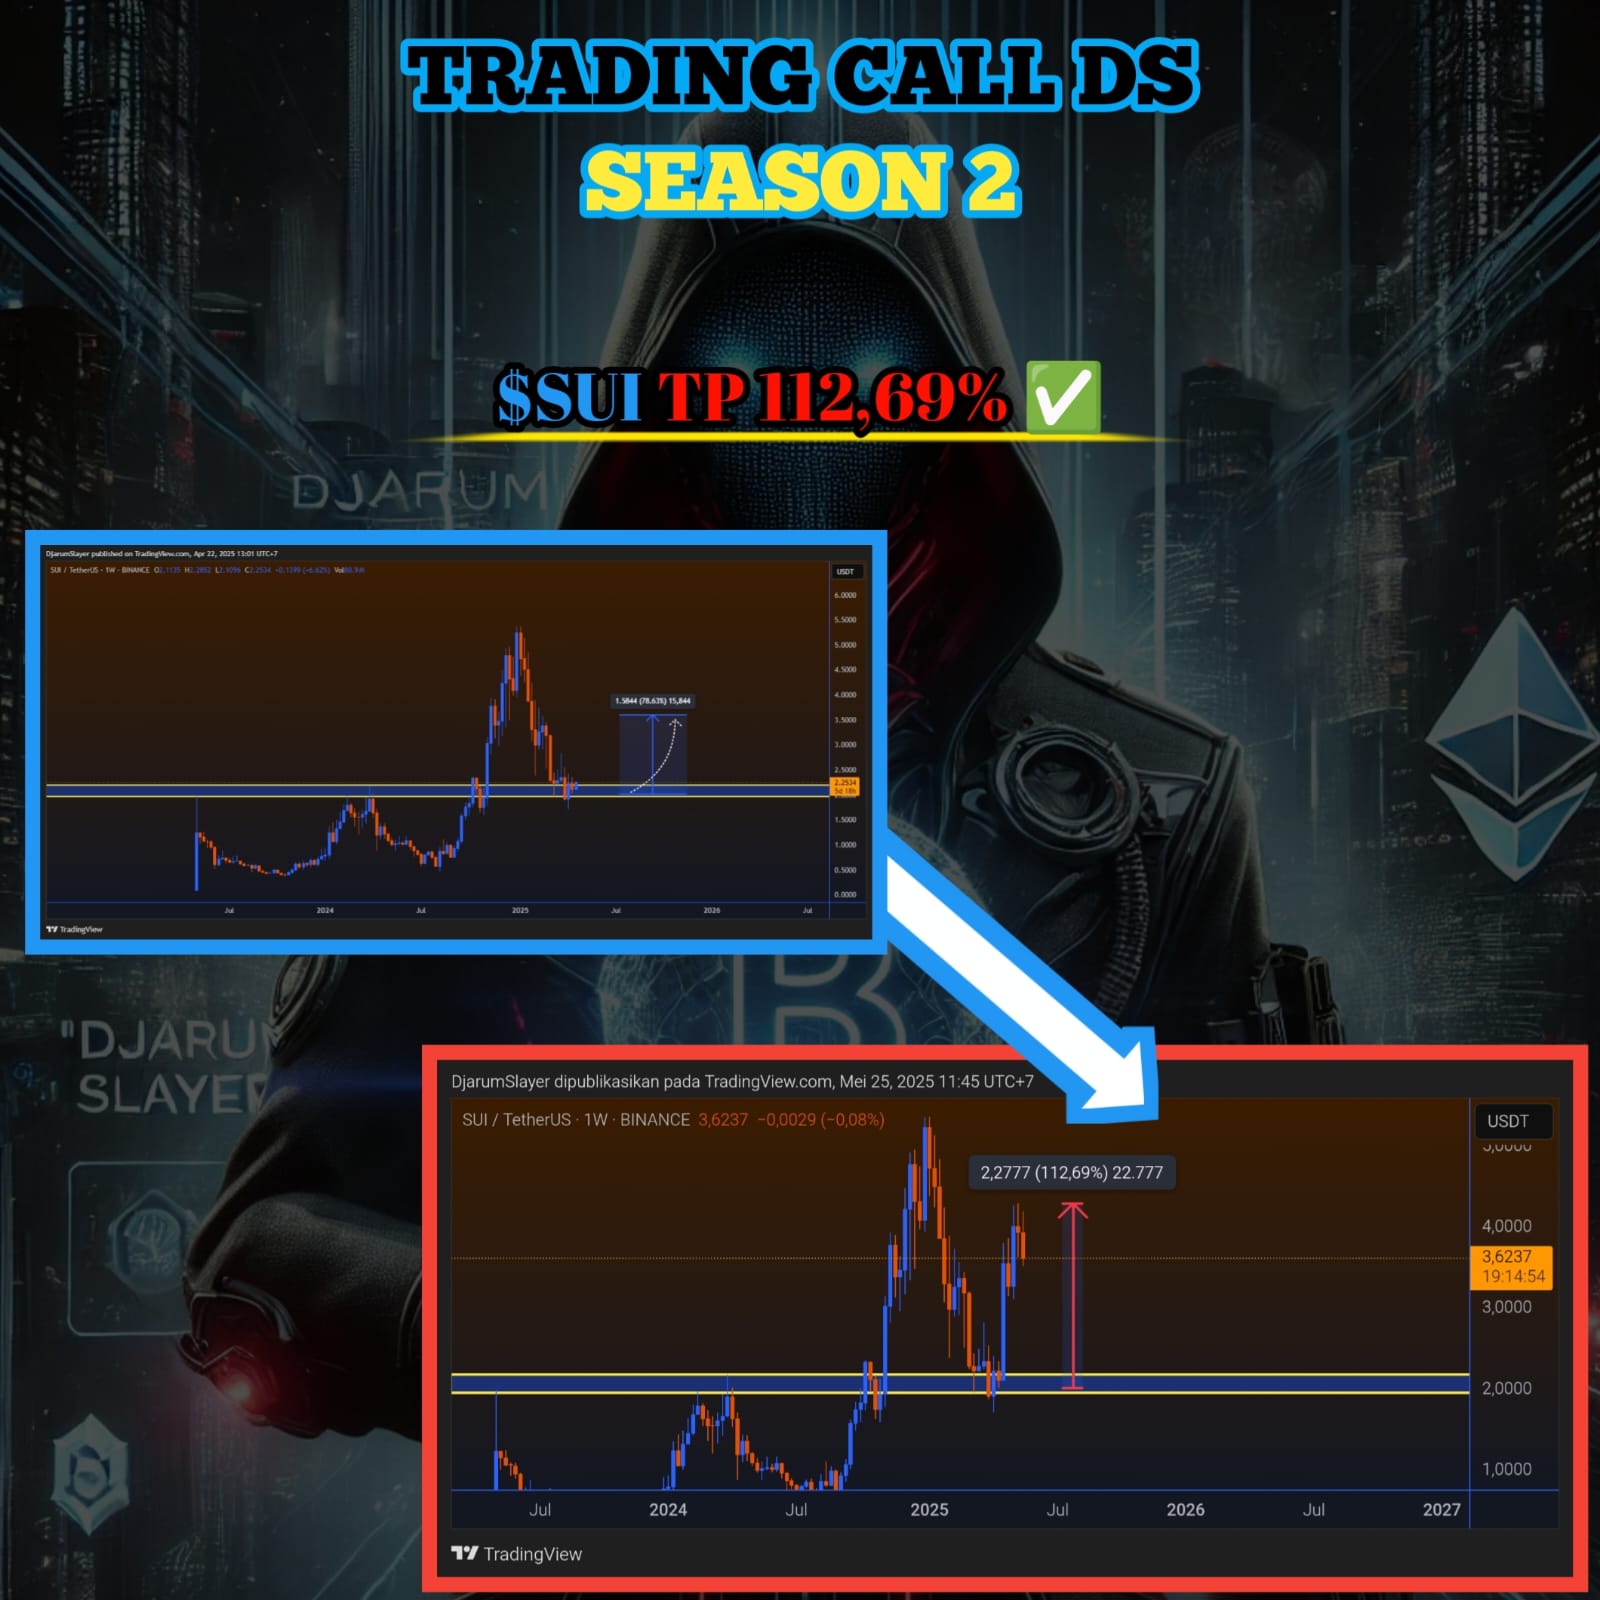 TRADING CALL DS
SEASON 2
$SUI TP 112,69% ✅
DJARUM
DjarumSlayer published on TradingView.com, Apr 22, 2025 13:01 UTC+7
SUI / TetherUS · 1W · BINANCE O2.1135 H2.2852 L2.1096 C2.2534 +0.1399 (+6.62%)
USDT
6.0000
5.5000
5.0000
4.5000
4.0000
1.5844 (78.63%) 15,844
3.5000
3.0000
2.5000
2.2534
5d 18h
1.5000
1.0000
0.5000
0.0000
Jul 2024 Jul 2025 Jul 2026 Jul
TradingView
"DJARUM
SLAYER
B
DjarumSlayer dipublikasikan pada TradingView.com, Mei 25, 2025 11:45 UTC+7
SUI / TetherUS · 1W · BINANCE 3,6237 −0,0029 (−0,08%)
USDT
5,0000
2,2777 (112,69%) 22.777
4,0000
3,6237
19:14:54
3,0000
2,0000
1,0000
Jul 2024 Jul 2025 Jul 2026 Jul 2027
TradingView